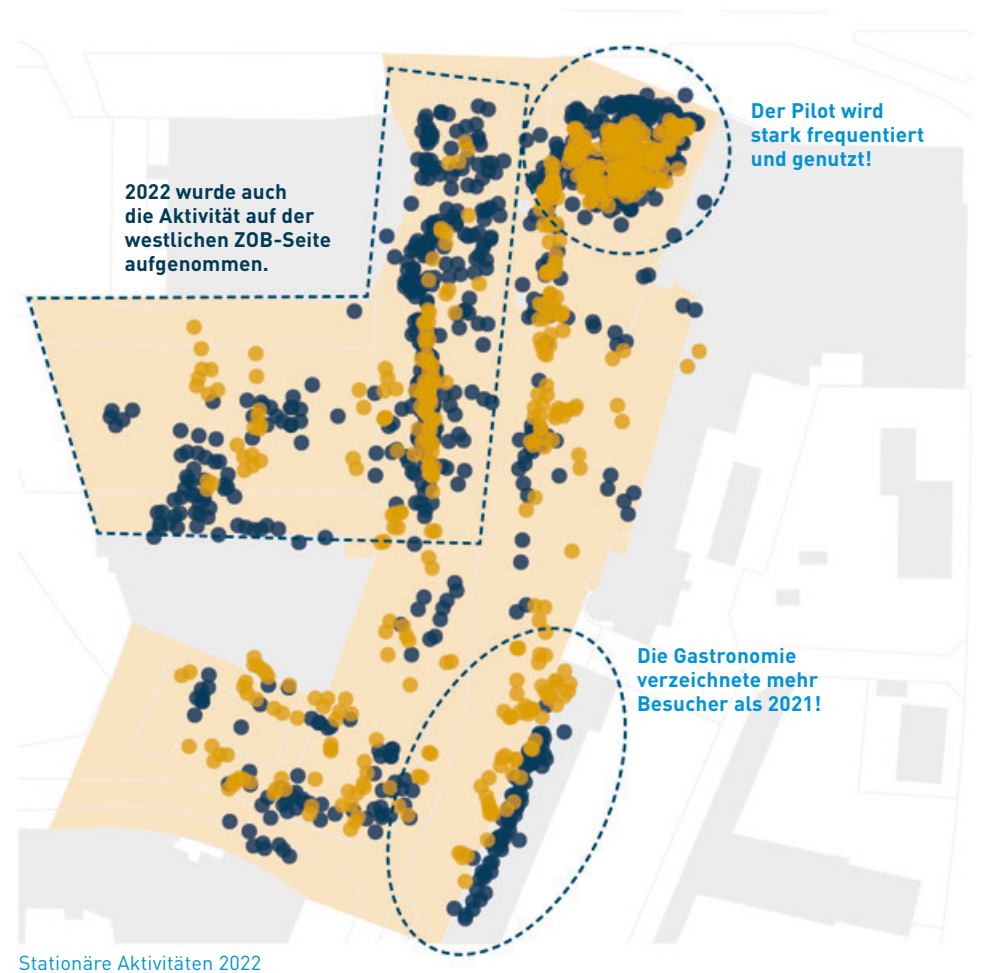 Der Pilot wird
stark frequentiert
und genutzt!
2022 wurde auch
die Aktivität auf der
westlichen ZOB-Seite
aufgenommen.
Die Gastronomie
verzeichnete mehr
Besucher als 2021!
Stationäre Aktivitäten 2022